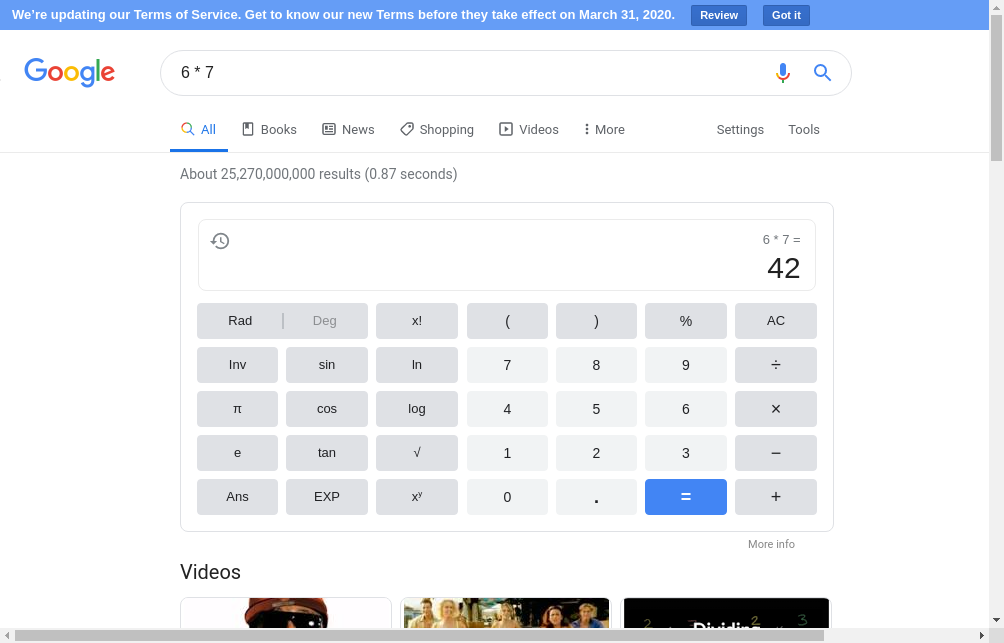 We're updating our Terms of Service. Get to know our new Terms before they take effect on March 31, 2020. Review Got it
Google 6 * 7
All Books News Shopping Videos More Settings Tools
About 25,270,000,000 results (0.87 seconds)
6 * 7 =
42
Rad Deg x! ( ) % AC
Inv sin ln 7 8 9 ÷
π cos log 4 5 6 ×
e tan √ 1 2 3 −
Ans EXP xʸ 0 . = +
More info
Videos
Dividing